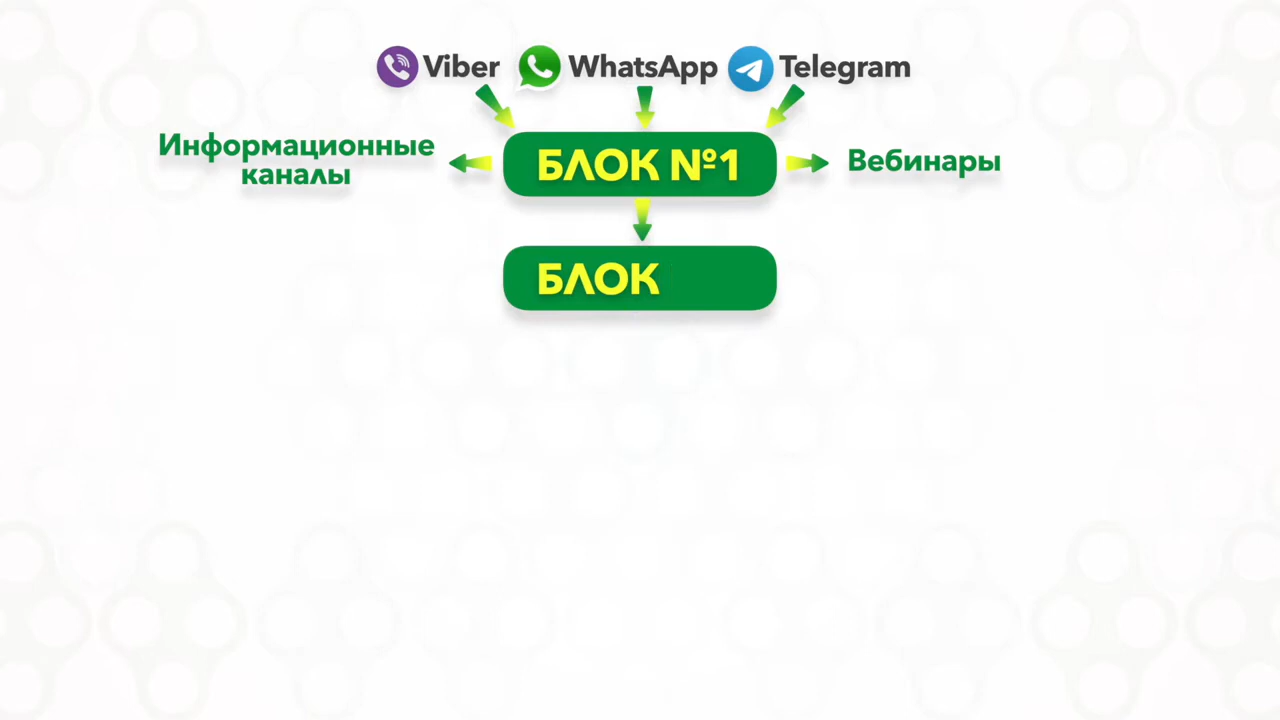 Viber WhatsApp Telegram
Информационные
каналы
БЛОК №1
Вебинары
БЛОК